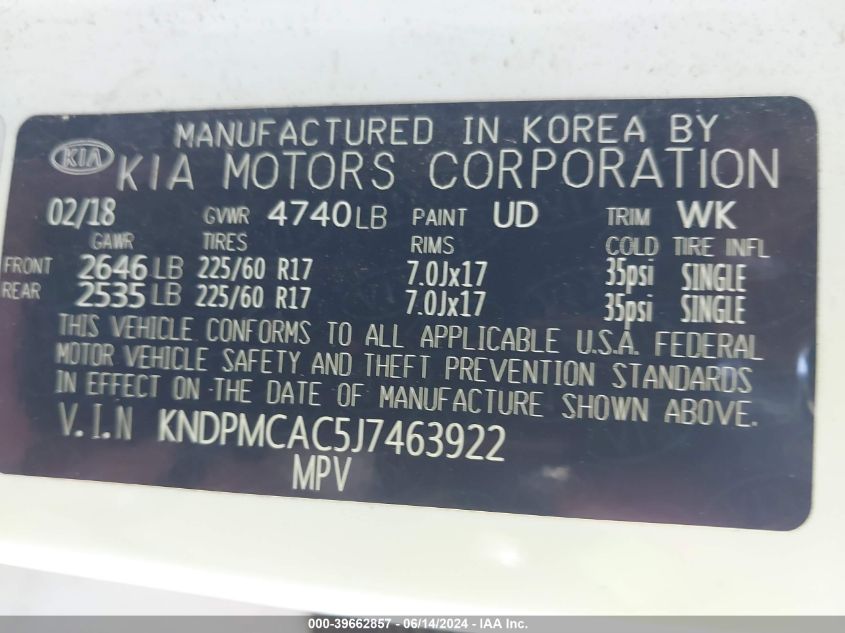 MANUFACTURED IN KOREA BY
KIA KIA MOTORS CORPORATION
02/18 GVWR 4740LB PAINT UD TRIM WK
GAWR TIRES RIMS COLD TIRE INFL
FRONT 2646LB 225/60 R17 7.0Jx17 35psi SINGLE
REAR 2535LB 225/60 R17 7.0Jx17 35psi SINGLE
THIS VEHICLE CONFORMS TO ALL APPLICABLE U.S.A. FEDERAL
MOTOR VEHICLE SAFETY AND THEFT PREVENTION STANDARDS
IN EFFECT ON THE DATE OF MANUFACTURE SHOWN ABOVE.
V.I.N KNDPMCAC5J7463922
MPV
000-39662857 - 06/14/2024 - IAA Inc.